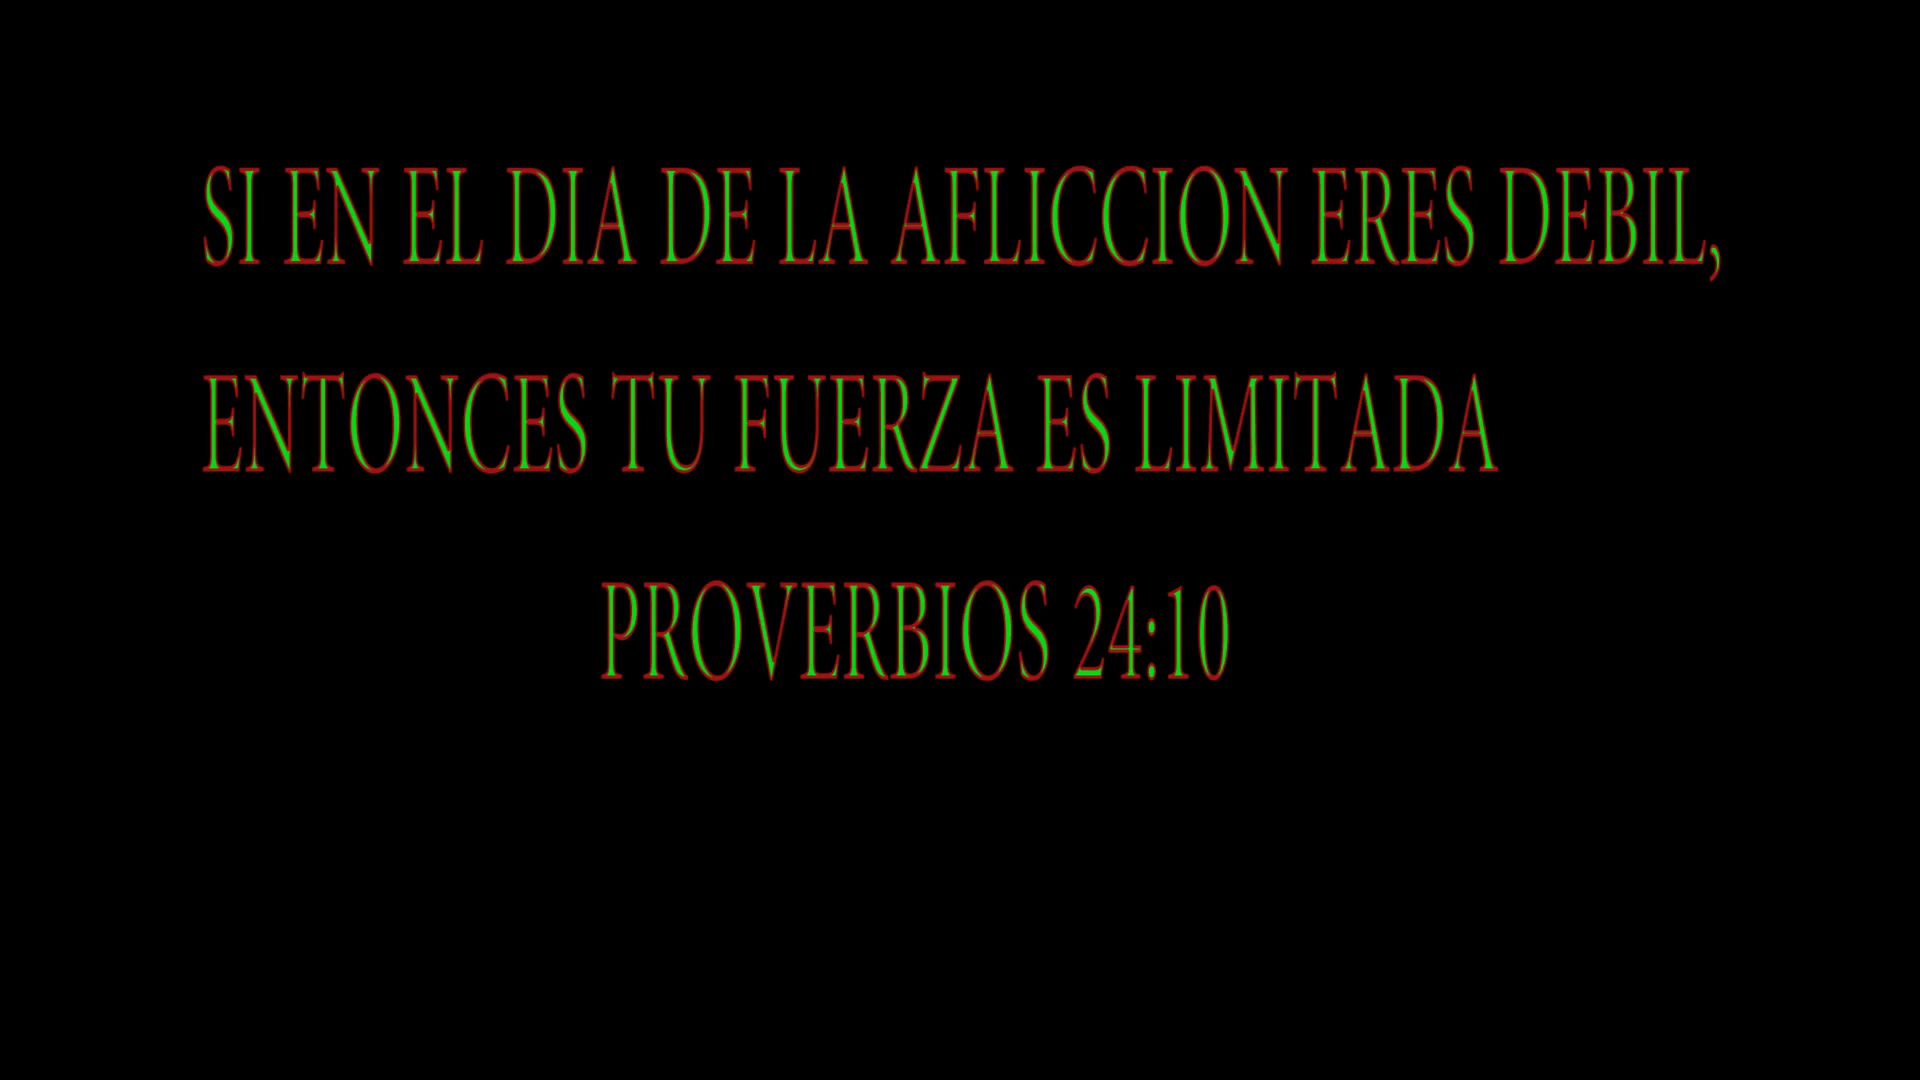 SI EN EL DIA DE LA AFLICCION ERES DEBIL,
ENTONCES TU FUERZA ES LIMITADA
PROVERBIOS 24:10